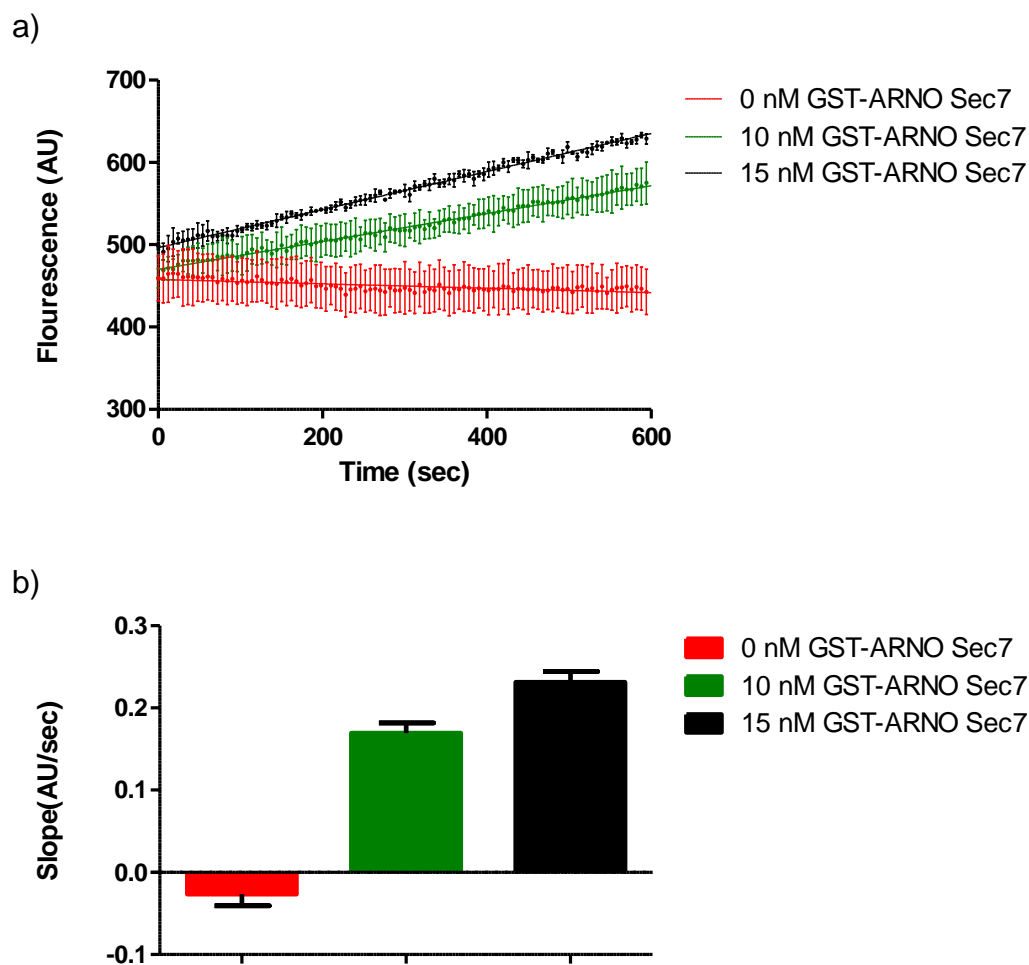 a)
700
600
500
400
300
0
200
400
600
Flourescence (AU)
Time (sec)
0 nM GST-ARNO Sec7
10 nM GST-ARNO Sec7
15 nM GST-ARNO Sec7
b)
0.3
0.2
0.1
0.0
-0.1
Slope(AU/sec)
0 nM GST-ARNO Sec7
10 nM GST-ARNO Sec7
15 nM GST-ARNO Sec7